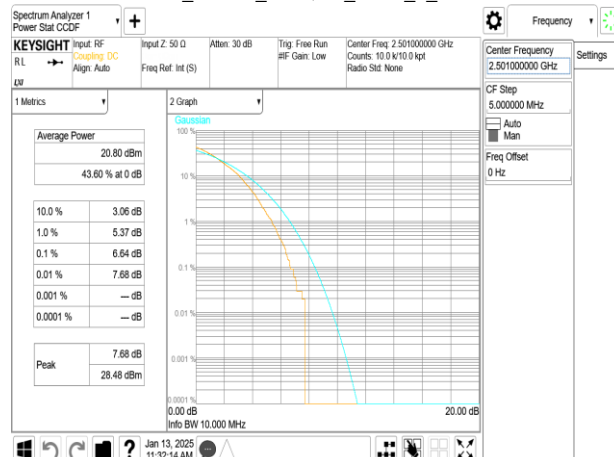 Spectrum Analyzer 1
Power Stat CCDF
Frequency
KEYSIGHT
RL
Input: RF
Coupling: DC
Align: Auto
Input Z: 50 Ω
Freq Ref: Int (S)
Atten: 30 dB
Trig: Free Run
#IF Gain: Low
Center Freq: 2.501000000 GHz
Counts: 10.0 k/10.0 kpt
Radio Std: None
Center Frequency
2.501000000 GHz
Settings
CF Step
5.000000 MHz
Auto
Man
Freq Offset
0 Hz
1 Metrics
Average Power
20.80 dBm
43.60 % at 0 dB
10.0 % 3.06 dB
1.0 % 5.37 dB
0.1 % 6.64 dB
0.01 % 7.68 dB
0.001 % --- dB
0.0001 % --- dB
Peak
7.68 dB
28.48 dBm
2 Graph
Gaussian
100 %
10 %
1 %
0.1 %
0.01 %
0.001 %
0.0001 %
0.00 dB 20.00 dB
Info BW 10.000 MHz
?
Jan 13, 2025
11:32:14 AM